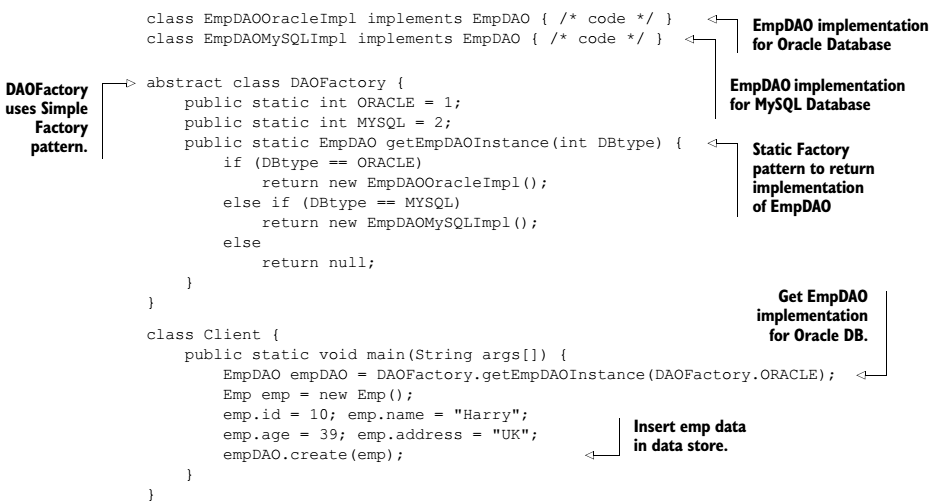 class EmpDAOOracleImpl implements EmpDAO { /* code */ }
EmpDAO implementation
for Oracle Database
class EmpDAOMySQLImpl implements EmpDAO { /* code */ }
EmpDAO implementation
for MySQL Database
DAOFactory
uses Simple
Factory
pattern.
abstract class DAOFactory {
public static int ORACLE = 1;
public static int MYSQL = 2;
public static EmpDAO getEmpDAOInstance(int DBtype) {
Static Factory
pattern to return
implementation
of EmpDAO
if (DBtype == ORACLE)
return new EmpDAOOracleImpl();
else if (DBtype == MYSQL)
return new EmpDAOMySQLImpl();
else
return null;
}
}
class Client {
public static void main(String args[]) {
Get EmpDAO
implementation
for Oracle DB.
EmpDAO empDAO = DAOFactory.getEmpDAOInstance(DAOFactory.ORACLE);
Emp emp = new Emp();
emp.id = 10; emp.name = "Harry";
emp.age = 39; emp.address = "UK";
empDAO.create(emp);
Insert emp data
in data store.
}
}